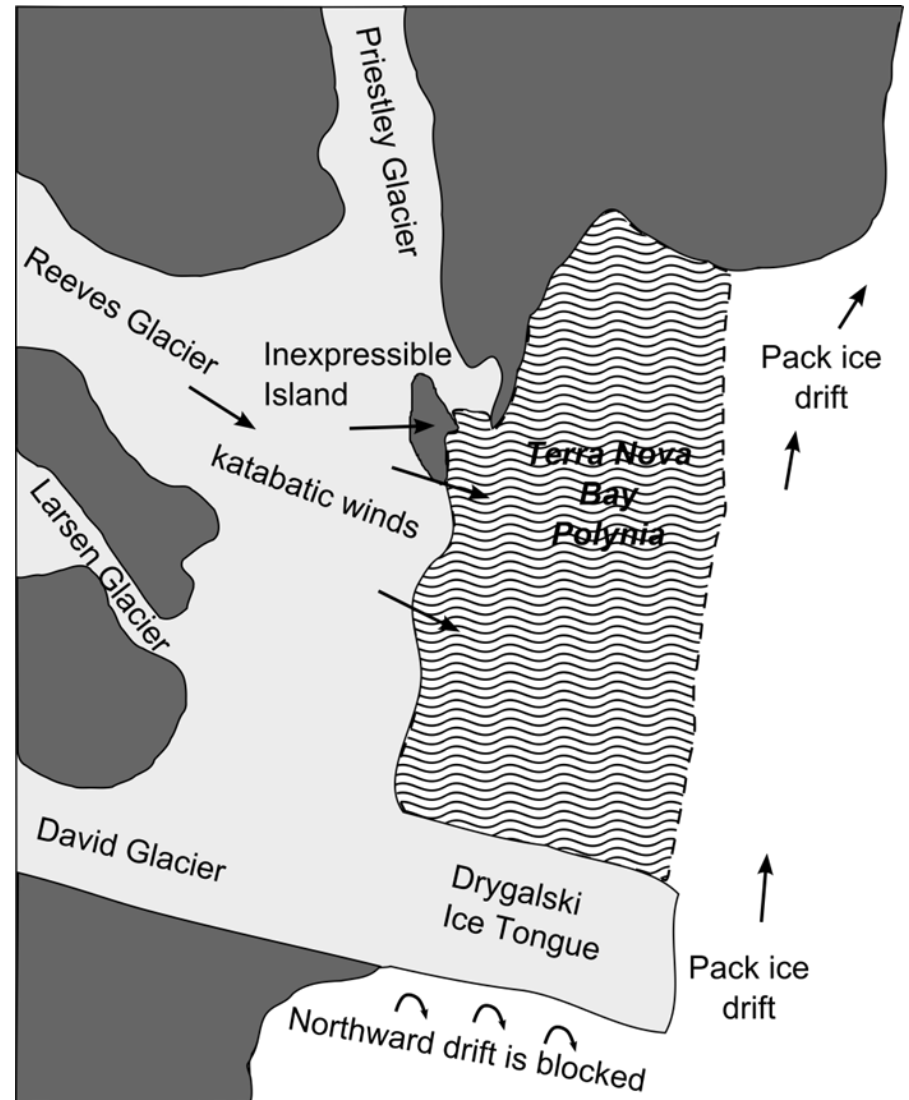 Priestley Glacier
Reeves Glacier
Inexpressible
Island
Pack ice
drift
katabatic winds
Terra Nova
Bay
Polynia
Larsen Glacier
David Glacier
Drygalski
Ice Tongue
Pack ice
drift
Northward drift is blocked